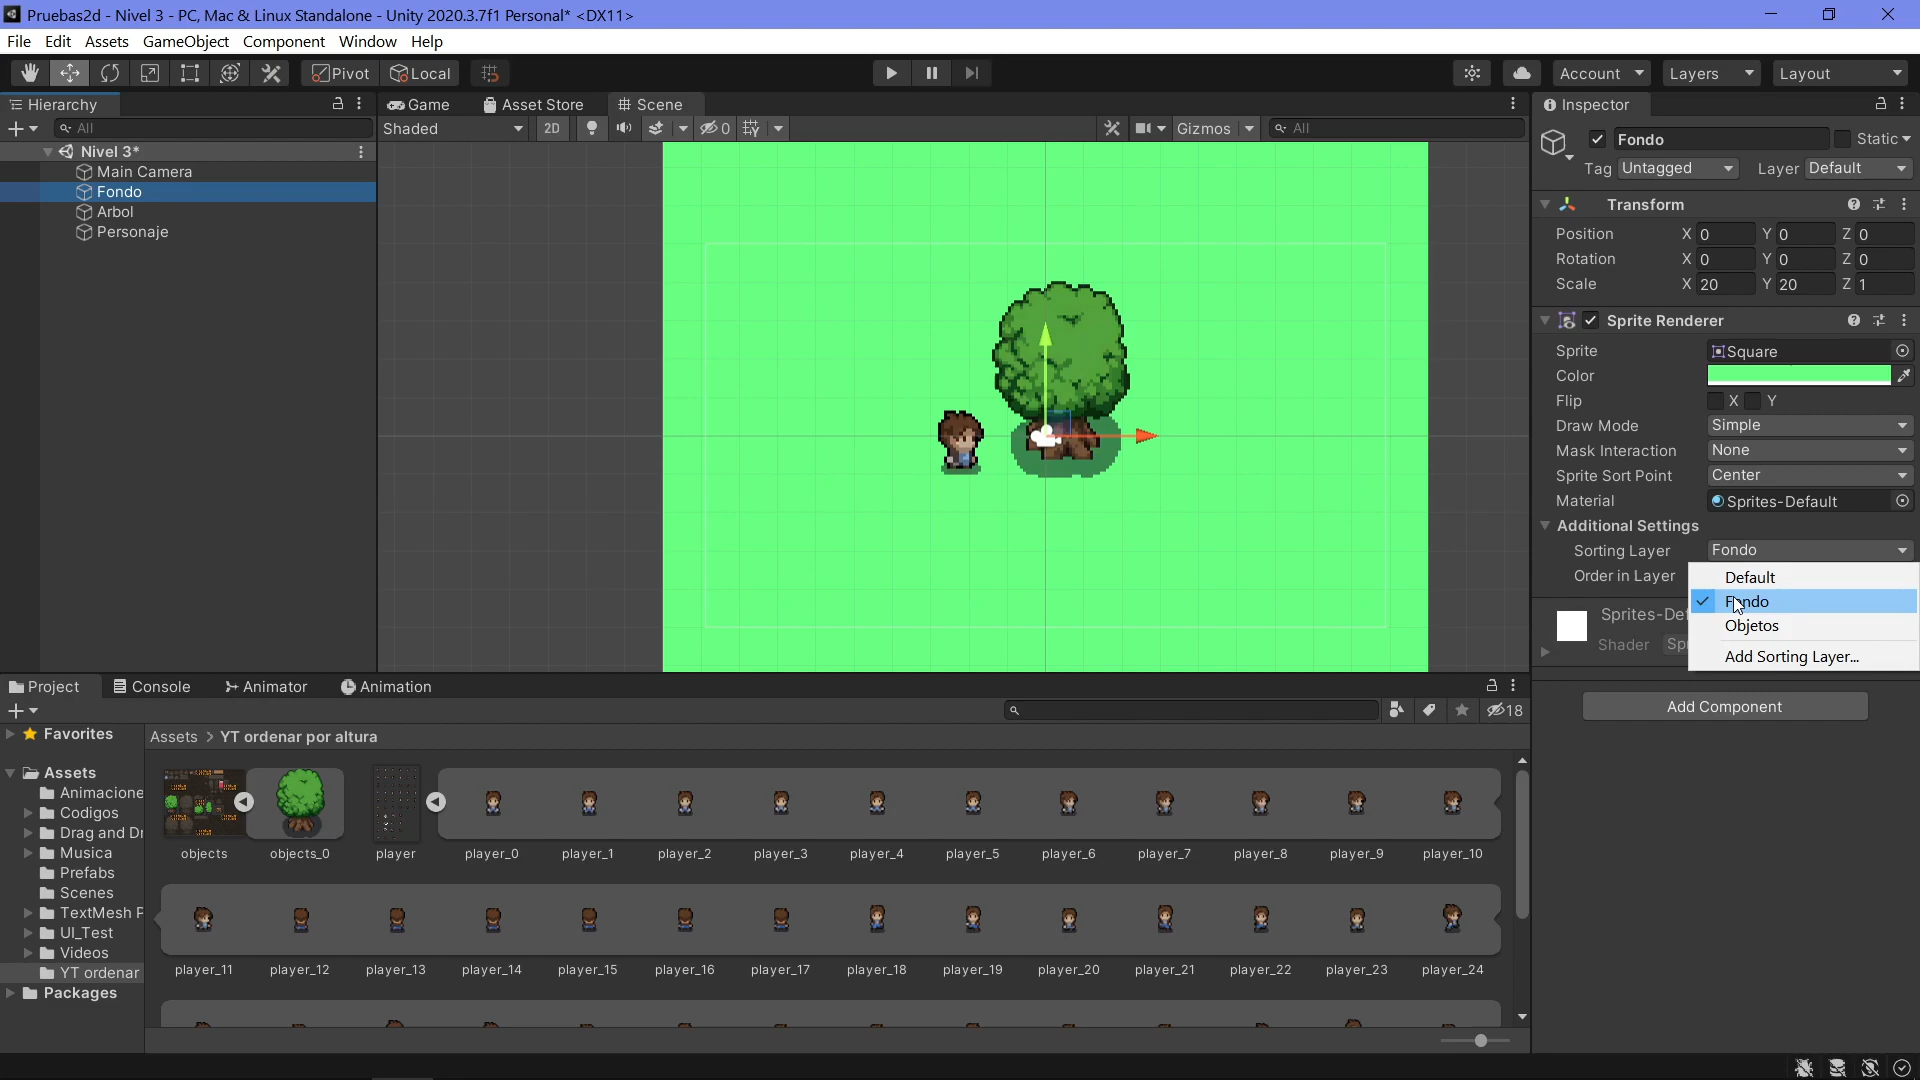 Pruebas2d - Nivel 3 - PC, Mac & Linux Standalone - Unity 2020.3.7f1 Personal* <DX11>
File Edit Assets GameObject Component Window Help
Pivot Local Account Layers Layout
Hierarchy Game Asset Store Scene Inspector
All Shaded 2D 0 Gizmos All
Fondo Static
Tag Untagged Layer Default
Nivel 3*
Main Camera
Fondo
Arbol
Personaje
Transform
Position X 0 Y 0 Z 0
Rotation X 0 Y 0 Z 0
Scale X 20 Y 20 Z 1
Sprite Renderer
Sprite Square
Color
Flip X Y
Draw Mode Simple
Mask Interaction None
Sprite Sort Point Center
Material Sprites-Default
Additional Settings
Sorting Layer Fondo
Order in Layer
Default
Fondo
Objetos
Add Sorting Layer...
Sprites-Def
Shader Sp
Add Component
Project Console Animator Animation
18
Favorites
Assets
Animacione
Codigos
Drag and Dr
Musica
Prefabs
Scenes
TextMesh P
UI_Test
Videos
YT ordenar
Packages
Assets > YT ordenar por altura
objects objects_0 player player_0 player_1 player_2 player_3 player_4 player_5 player_6 player_7 player_8 player_9 player_10
player_11 player_12 player_13 player_14 player_15 player_16 player_17 player_18 player_19 player_20 player_21 player_22 player_23 player_24